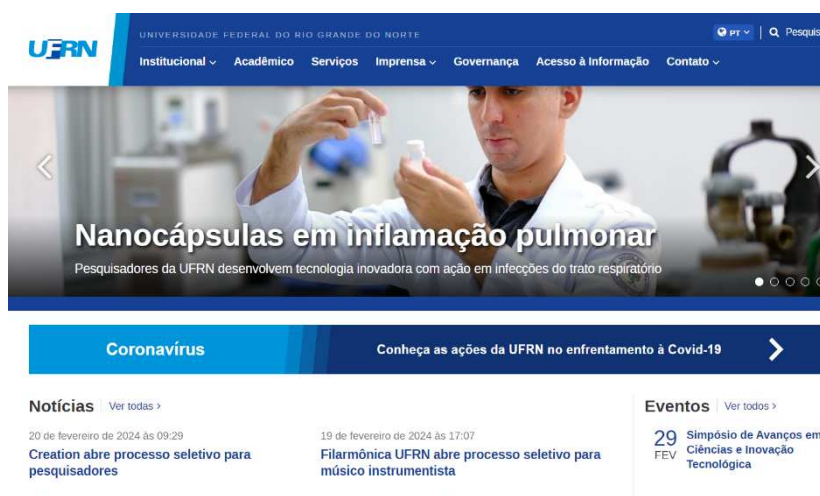 UFRN
UNIVERSIDADE FEDERAL DO RIO GRANDE DO NORTE
PT
Pesquis
Institucional Acadêmico Serviços Imprensa Governança Acesso à Informação Contato
Nanocápsulas em inflamação pulmonar
Pesquisadores da UFRN desenvolvem tecnologia inovadora com ação em infecções do trato respiratório
Coronavírus
Conheça as ações da UFRN no enfrentamento à Covid-19
Notícias Ver todas >
20 de fevereiro de 2024 às 09:29
Creation abre processo seletivo para
pesquisadores
19 de fevereiro de 2024 às 17:07
Filarmônica UFRN abre processo seletivo para
músico instrumentista
Eventos Ver todos >
29
FEV
Simpósio de Avanços em
Ciências e Inovação
Tecnológica